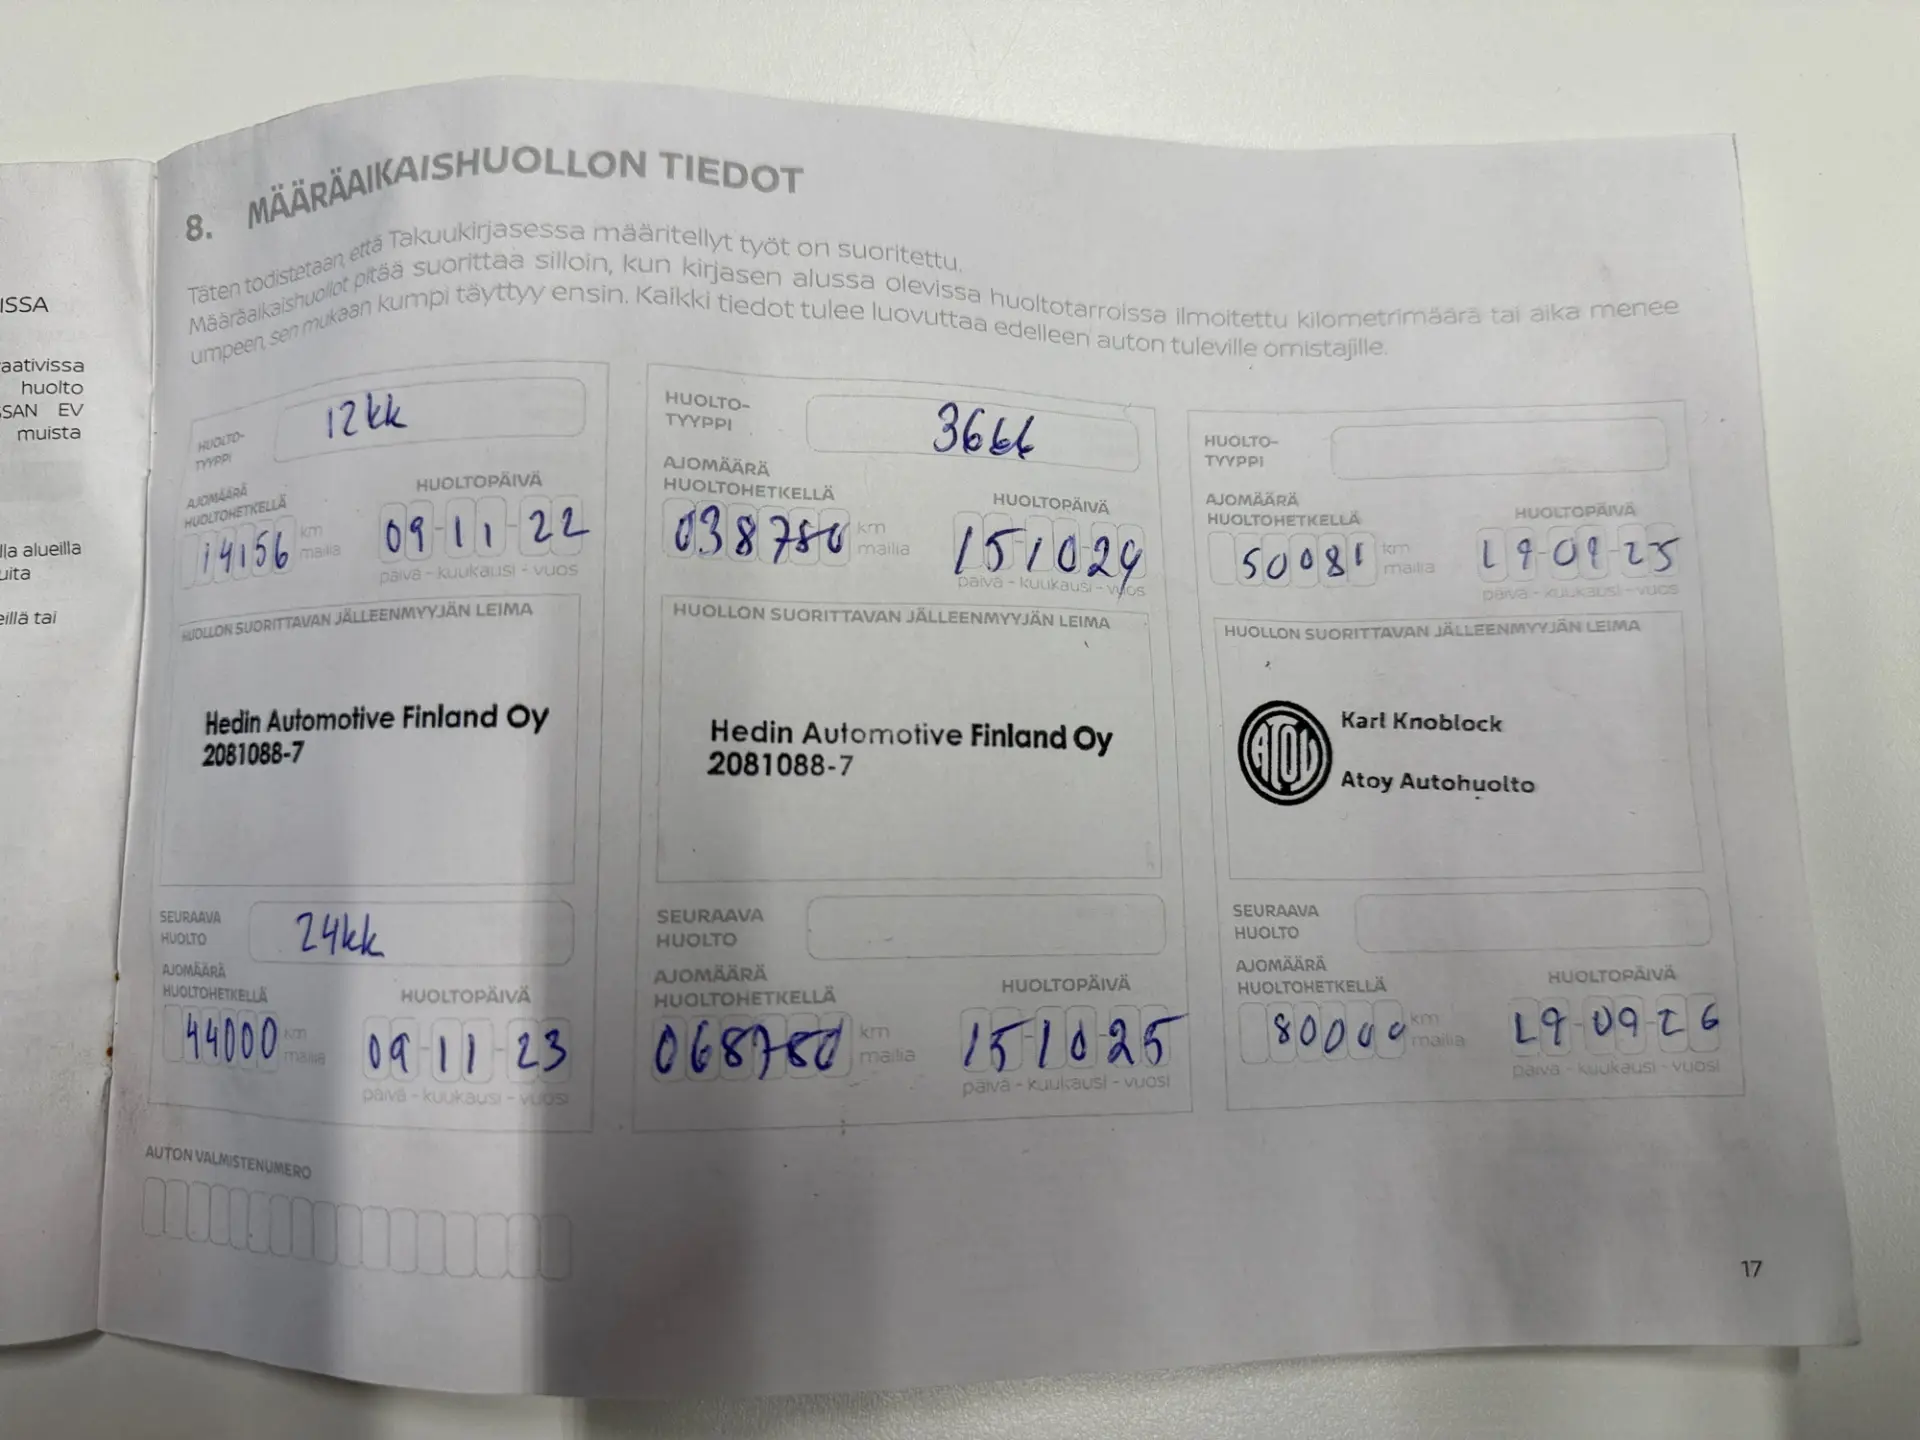 ISSA
aativissa
huolto
SSAN EV
muista
lla alueilla
uita
eillä tai
8. MÄÄRÄAIKAISHUOLLON TIEDOT
Täten todistetaan, että Takuukirjasessa määritellyt työt on suoritettu.
Määräaikaishuollot pitää suorittaa silloin, kun kirjasen alussa olevissa huoltotarroissa ilmoitettu kilometrimäärä tai aika menee
umpeen, sen mukaan kumpi täyttyy ensin. Kaikki tiedot tulee luovuttaa edelleen auton tuleville omistajille.
HUOLTO-
TYYPPI
12kk
AJOMÄÄRÄ
HUOLTOHETKELLÄ
HUOLTOPÄIVÄ
14156 km
mailia
09-11-22
päivä - kuukausi - vuosi
HUOLLON SUORITTAVAN JÄLLEENMYYJÄN LEIMA
Hedin Automotive Finland Oy
2081088-7
SEURAAVA
HUOLTO
24kk
AJOMÄÄRÄ
HUOLTOHETKELLÄ
HUOLTOPÄIVÄ
44000 km
mailia
09-11-23
päivä - kuukausi - vuosi
HUOLTO-
TYYPPI
36kk
AJOMÄÄRÄ
HUOLTOHETKELLÄ
HUOLTOPÄIVÄ
038780 km
mailia
15-10-24
päivä - kuukausi - vuosi
HUOLLON SUORITTAVAN JÄLLEENMYYJÄN LEIMA
Hedin Automotive Finland Oy
2081088-7
SEURAAVA
HUOLTO
AJOMÄÄRÄ
HUOLTOHETKELLÄ
HUOLTOPÄIVÄ
068780 km
mailia
15-10-25
päivä - kuukausi - vuosi
HUOLTO-
TYYPPI
AJOMÄÄRÄ
HUOLTOHETKELLÄ
HUOLTOPÄIVÄ
50081 km
mailia
19-09-25
päivä - kuukausi - vuosi
HUOLLON SUORITTAVAN JÄLLEENMYYJÄN LEIMA
ATOY
Karl Knoblock
Atoy Autohuolto
SEURAAVA
HUOLTO
AJOMÄÄRÄ
HUOLTOHETKELLÄ
HUOLTOPÄIVÄ
80000 km
mailia
19-09-26
päivä - kuukausi - vuosi
AUTON VALMISTENUMERO
17